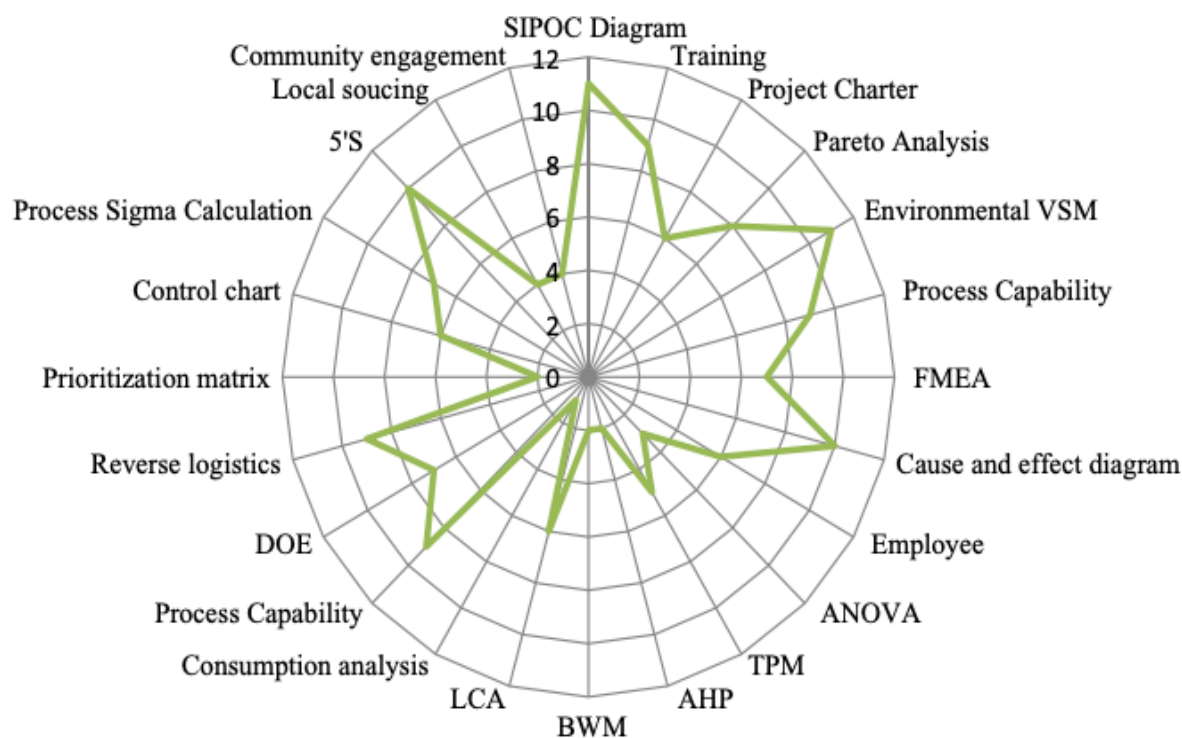 SIPOC Diagram
Training
Project Charter
Pareto Analysis
Environmental VSM
Process Capability
FMEA
Cause and effect diagram
Employee
ANOVA
TPM
AHP
BWM
LCA
Consumption analysis
Process Capability
DOE
Reverse logistics
Prioritization matrix
Control chart
Process Sigma Calculation
5'S
Local soucing
Community engagement
12
10
8
6
4
2
0